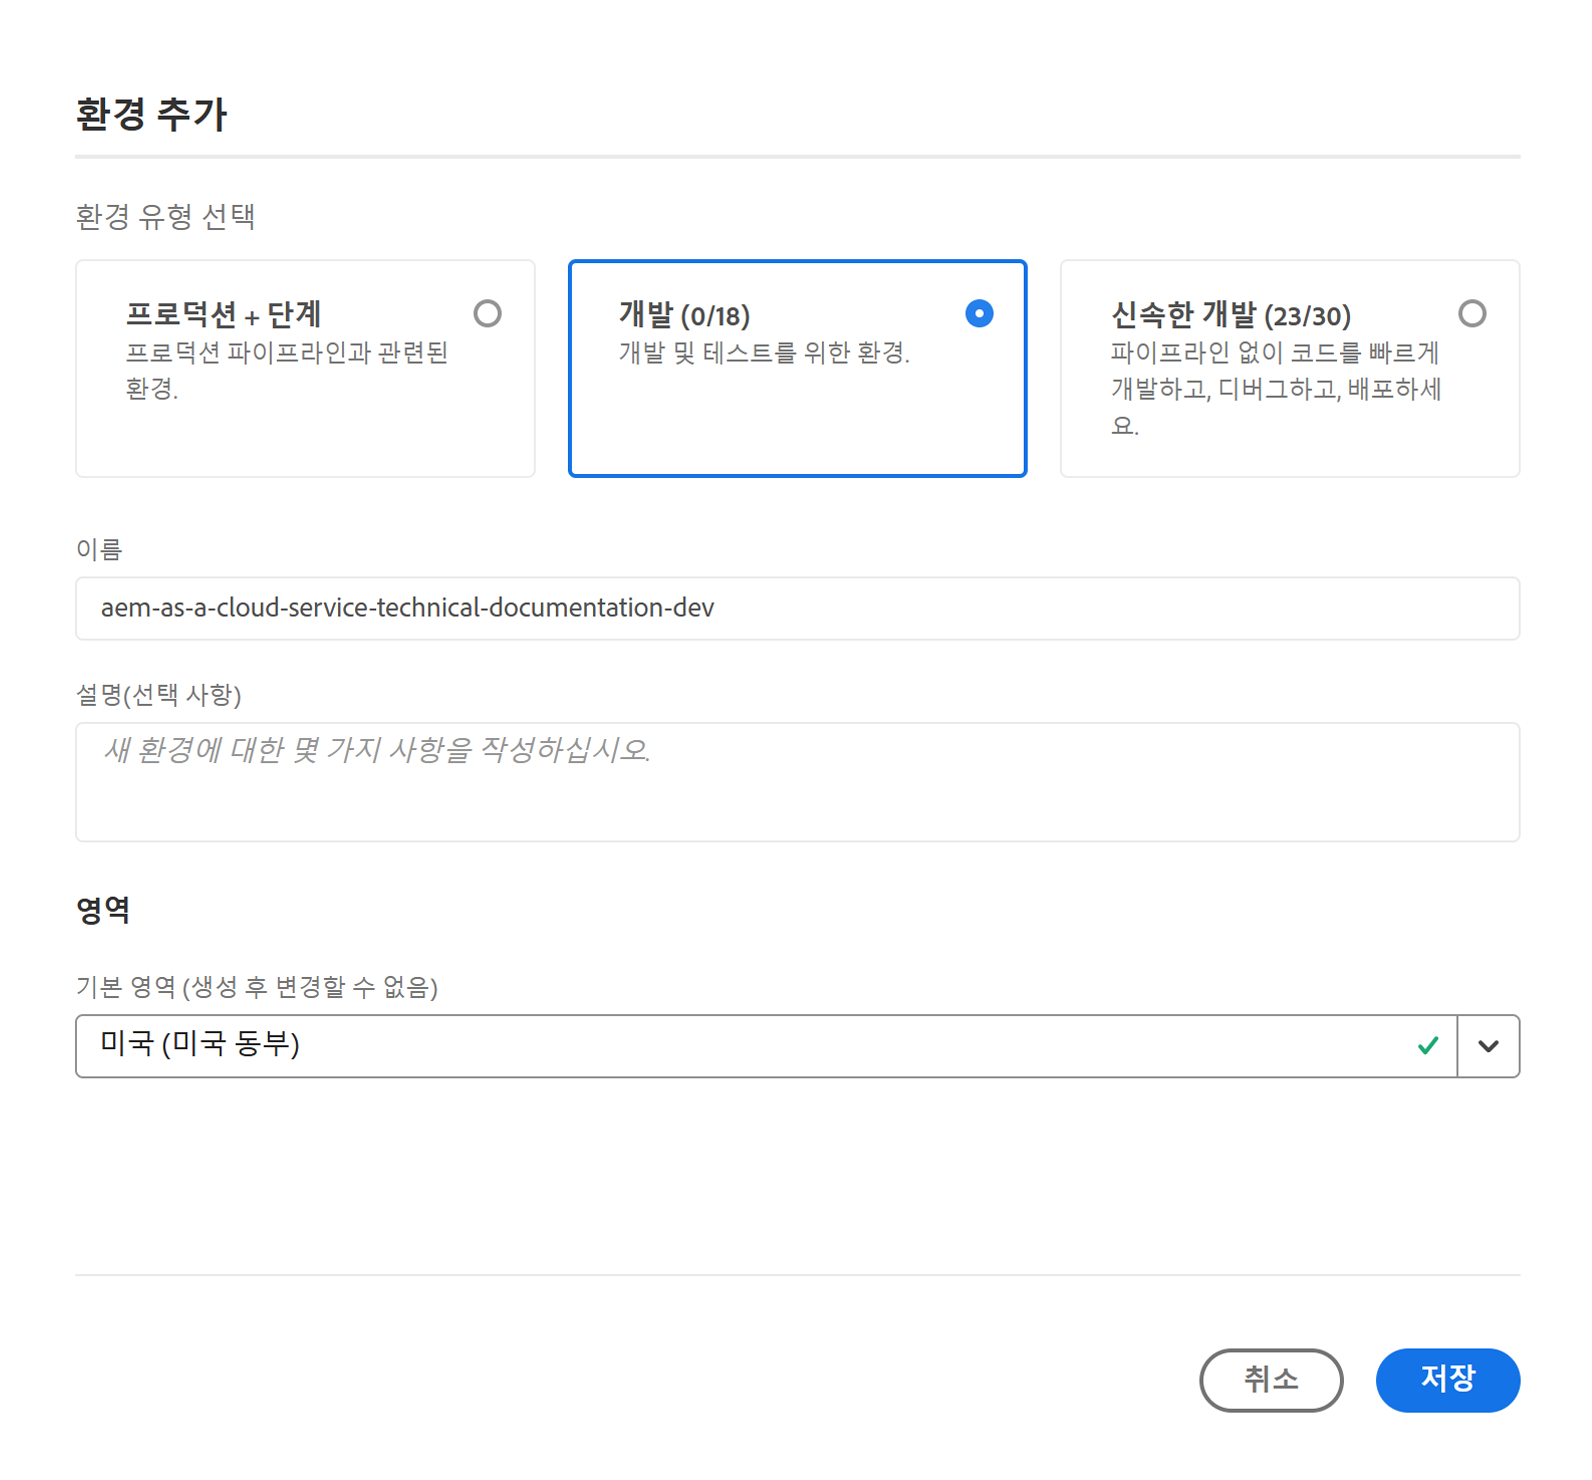 환경 추가
환경 유형 선택
프로덕션 + 단계
프로덕션 파이프라인과 관련된
환경.
개발 (0/18)
개발 및 테스트를 위한 환경.
신속한 개발 (23/30)
파이프라인 없이 코드를 빠르게
개발하고, 디버그하고, 배포하세
요.
이름
aem-as-a-cloud-service-technical-documentation-dev
설명(선택 사항)
새 환경에 대한 몇 가지 사항을 작성하십시오.
영역
기본 영역 (생성 후 변경할 수 없음)
미국 (미국 동부)
취소
저장